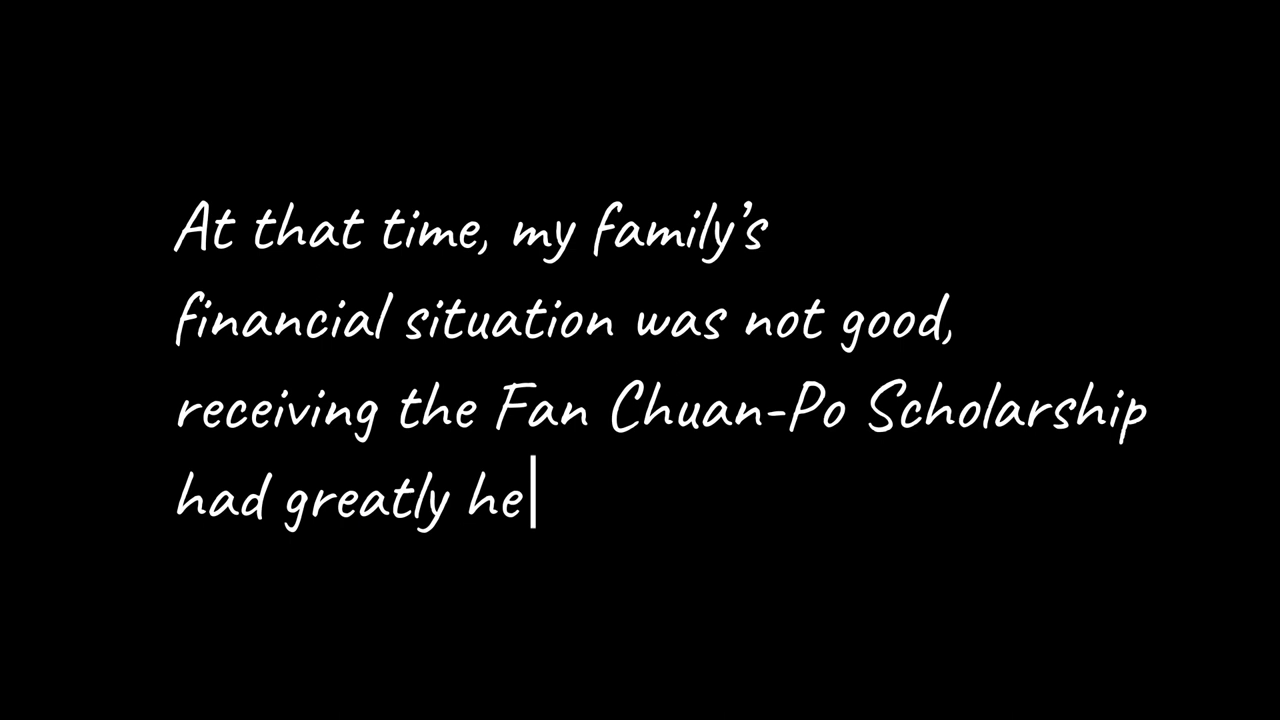 At that time, my family’s
financial situation was not good,
receiving the Fan Chuan-Po Scholarship
had greatly he